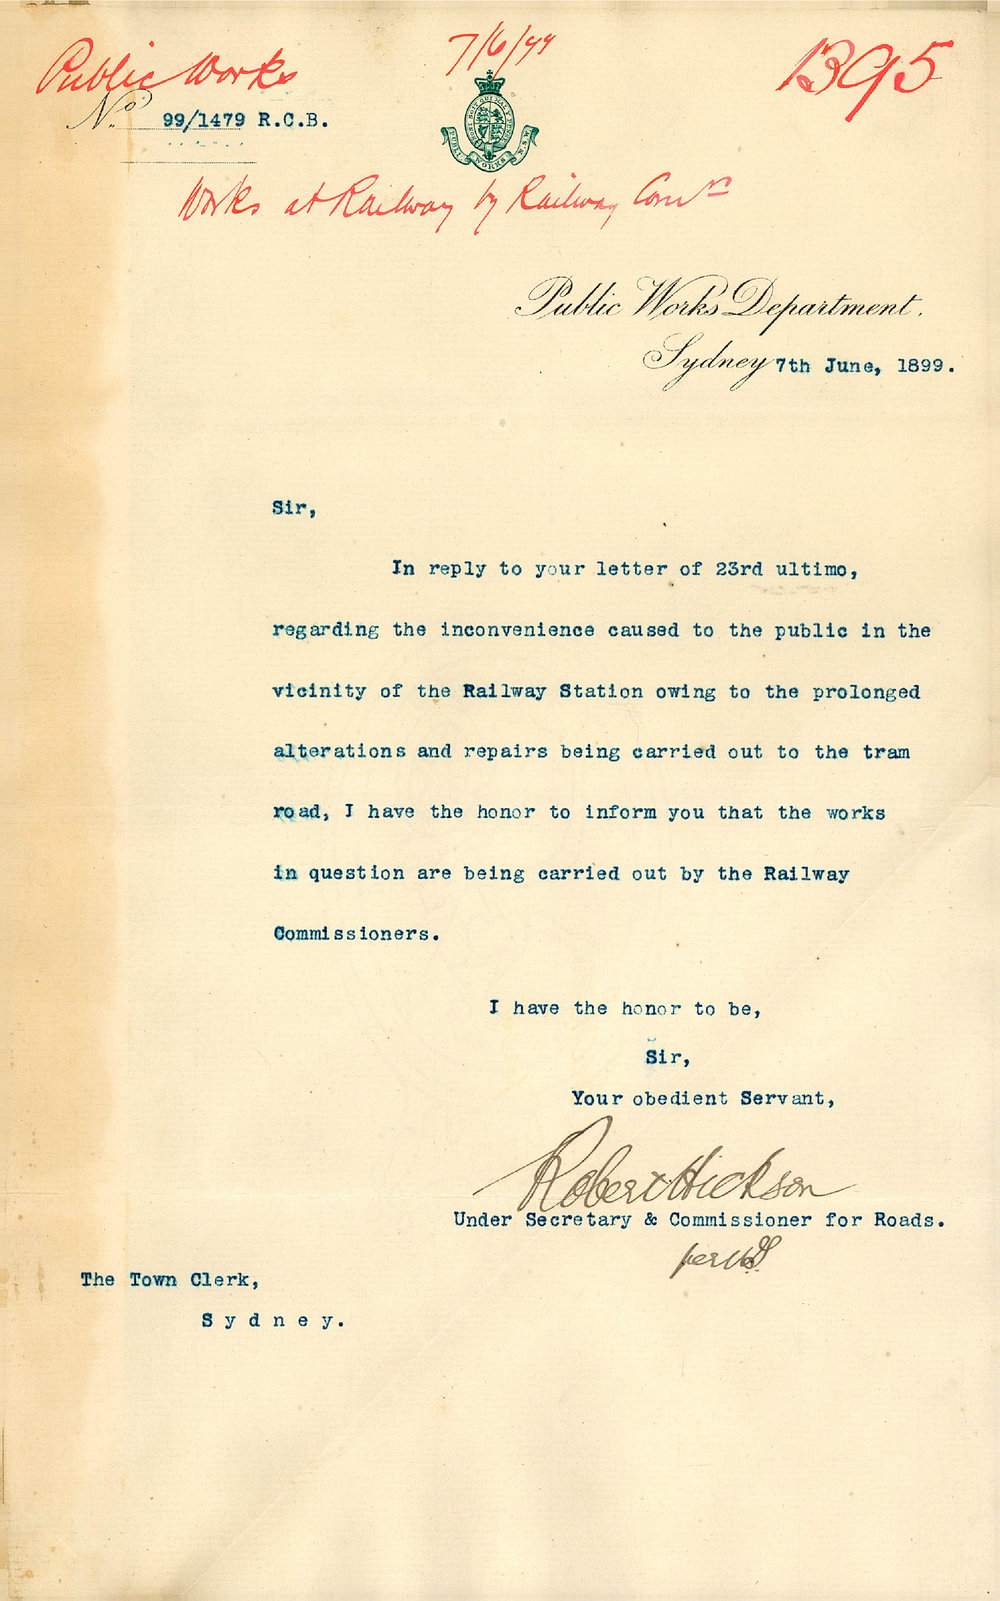 Public Works
7/6/99
1395
No. 99/1479 R.C.B.
PUBLIC WORKS N.S.W.
Works at Railway by Railway Comrs
Public Works Department.
Sydney 7th June, 1899.
Sir,
In reply to your letter of 23rd ultimo,
regarding the inconvenience caused to the public in the
vicinity of the Railway Station owing to the prolonged
alterations and repairs being carried out to the tram
road, I have the honor to inform you that the works
in question are being carried out by the Railway
Commissioners.
I have the honor to be,
Sir,
Your obedient Servant,
Robert Hickson
Under Secretary & Commissioner for Roads.
per
The Town Clerk,
Sydney.